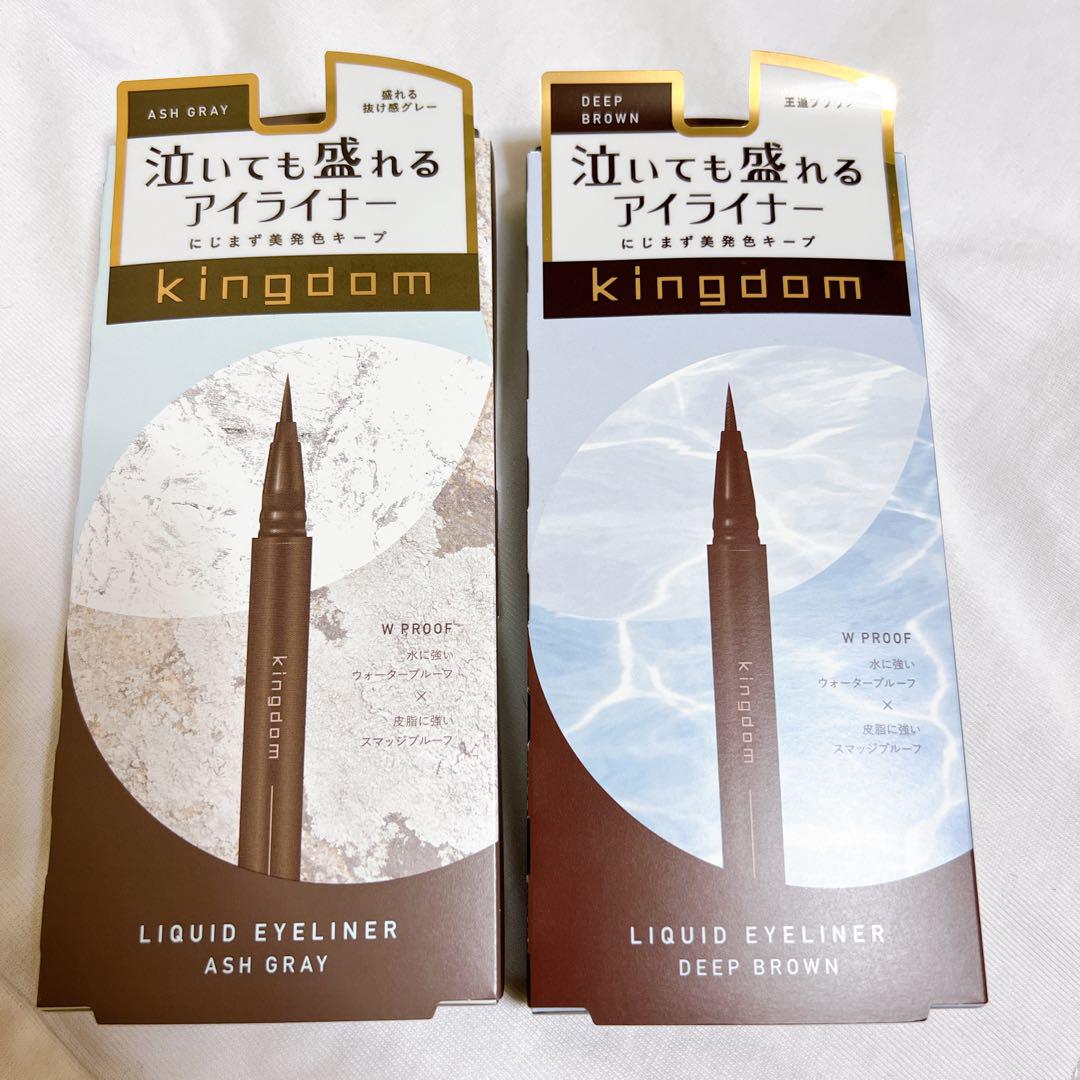 ASH GRAY
盛れる
抜け感グレー
泣いても盛れる
アイライナー
にじまず美発色キープ
kingdom
kingdom
W PROOF
水に強い
ウォータープルーフ
×
皮脂に強い
スマッジプルーフ
LIQUID EYELINER
ASH GRAY
DEEP
BROWN
王道ブラウン
泣いても盛れる
アイライナー
にじまず美発色キープ
kingdom
kingdom
W PROOF
水に強い
ウォータープルーフ
×
皮脂に強い
スマッジプルーフ
LIQUID EYELINER
DEEP BROWN